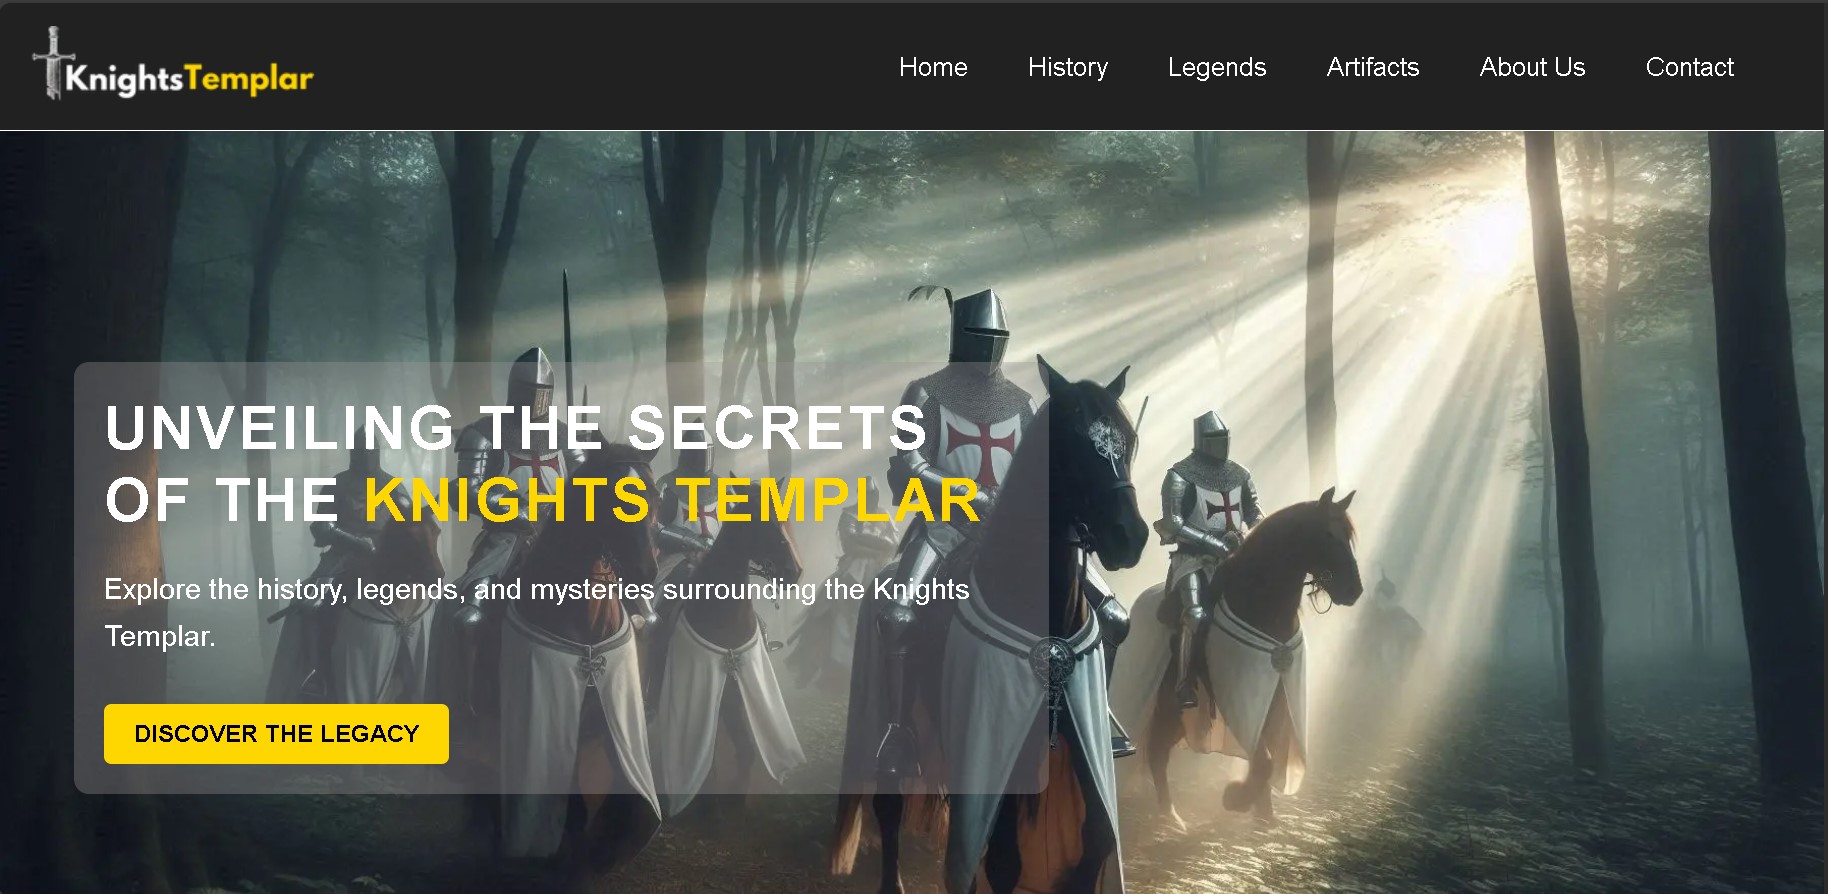 KnightsTemplar
Home History Legends Artifacts About Us Contact
UNVEILING THE SECRETS
OF THE KNIGHTS TEMPLAR
Explore the history, legends, and mysteries surrounding the Knights
Templar.
DISCOVER THE LEGACY